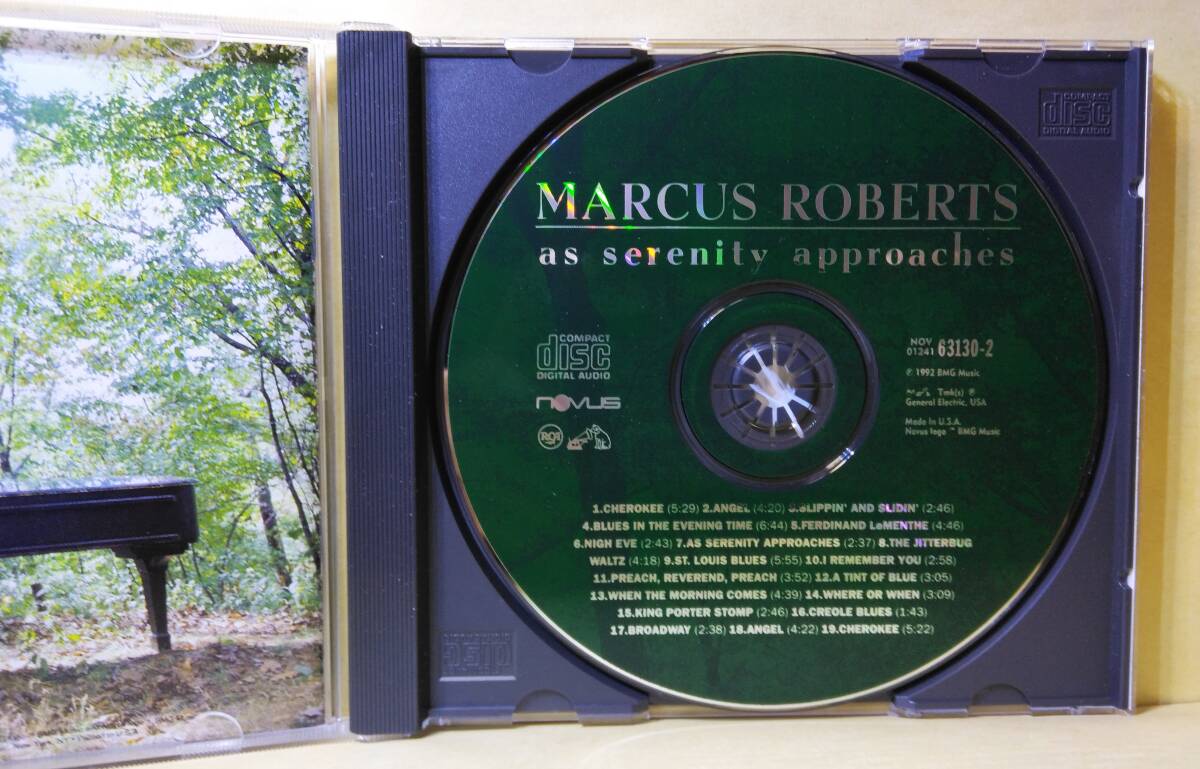 COMPACT
disc
DIGITAL AUDIO
MARCUS ROBERTS
as serenity approaches
COMPACT
disc
DIGITAL AUDIO
NOVUS
RCA
NOV
01241 63130-2
℗ 1992 BMG Music
Tmk(s) ®
General Electric, USA
Made in U.S.A.
Novus logo ™ BMG Music
1.CHEROKEE (5:29) 2.ANGEL (4:20) 3.SLIPPIN' AND SLIDIN' (2:46)
4.BLUES IN THE EVENING TIME (6:44) 5.FERDINAND LeMENTHE (4:46)
6.NIGH EVE (2:43) 7.AS SERENITY APPROACHES (2:37) 8.THE JITTERBUG
WALTZ (4:18) 9.ST. LOUIS BLUES (5:55) 10.I REMEMBER YOU (2:58)
11.PREACH, REVEREND, PREACH (3:52) 12.A TINT OF BLUE (3:05)
13.WHEN THE MORNING COMES (4:39) 14.WHERE OR WHEN (3:09)
15.KING PORTER STOMP (2:46) 16.CREOLE BLUES (1:43)
17.BROADWAY (2:38) 18.ANGEL (4:22) 19.CHEROKEE (5:22)